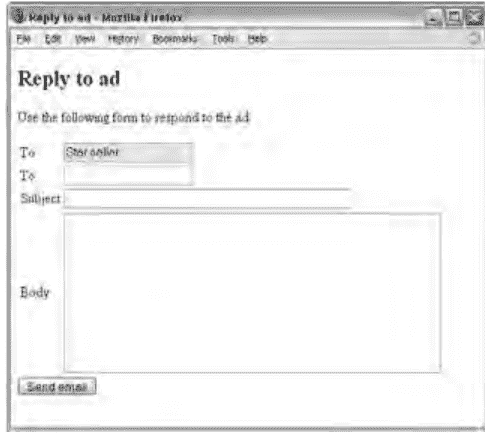 Reply to ad - Mozilla Firefox
File Edit View History Bookmarks Tools Help
Reply to ad
Use the following form to respond to the ad
To Star seller
To
Subject
Body
Send email